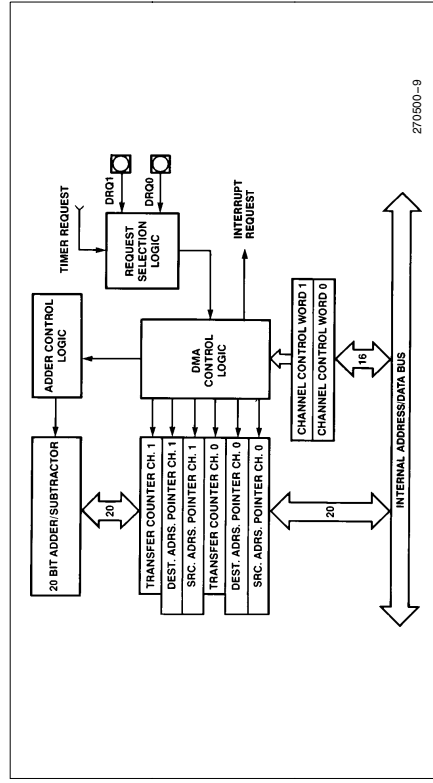 TIMER REQUEST
DRQ1
DRQ0
ADDER CONTROL
LOGIC
REQUEST
SELECTION
LOGIC
20 BIT ADDER/SUBTRACTOR
20
DMA
CONTROL
LOGIC
INTERRUPT
REQUEST
TRANSFER COUNTER CH. 1
DEST. ADRS. POINTER CH. 1
SRC. ADRS. POINTER CH. 1
TRANSFER COUNTER CH. 0
DEST. ADRS. POINTER CH. 0
SRC. ADRS. POINTER CH. 0
CHANNEL CONTROL WORD 1
CHANNEL CONTROL WORD 0
20
16
INTERNAL ADDRESS/DATA BUS
270500-9